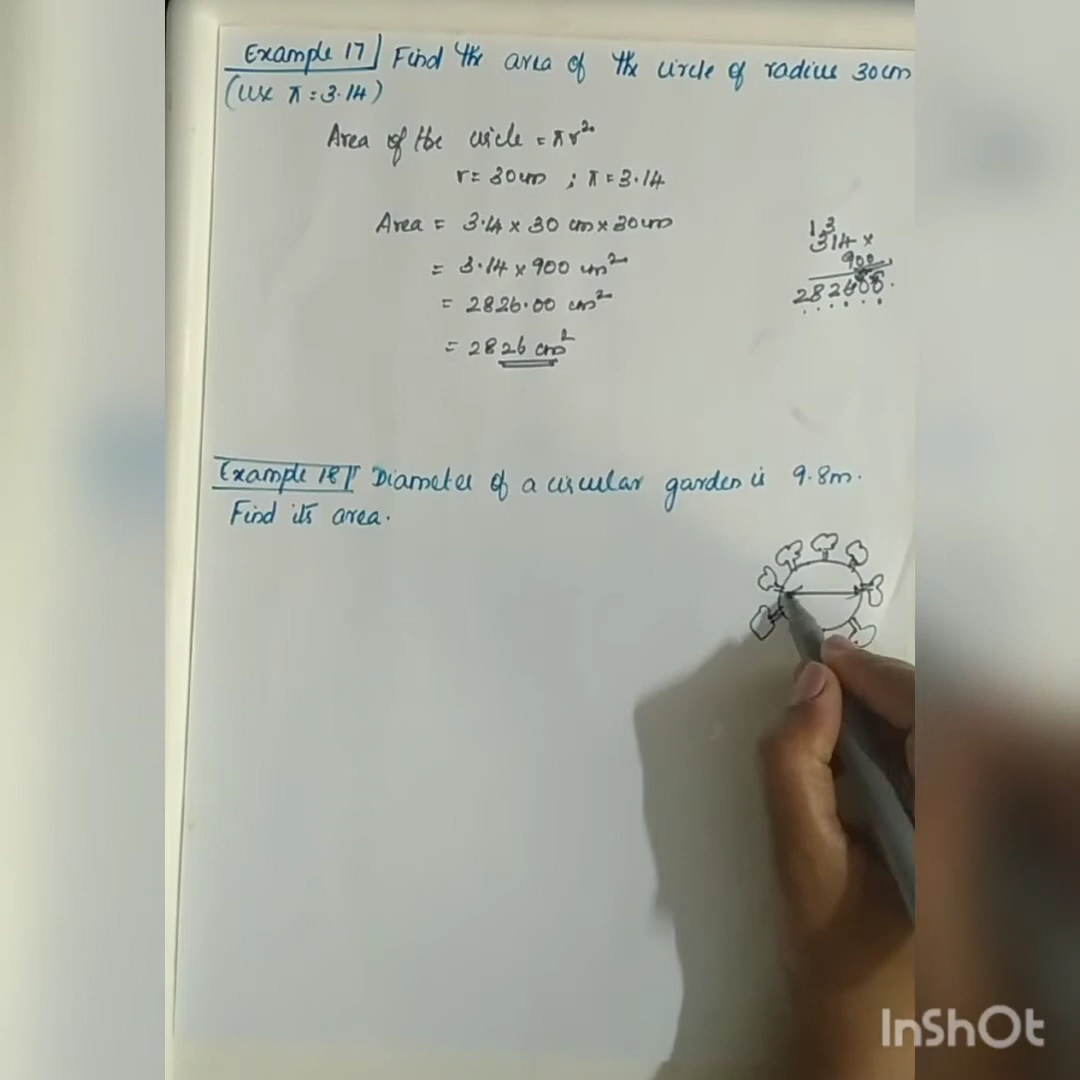 Example 17 Find the area of the circle of radius 30cm
(Use π = 3.14)
Area of the circle = πr²
r = 30cm ; π = 3.14
Area = 3.14 × 30 cm × 30cm
= 3.14 × 900 cm²
= 2826.00 cm²
= 2826 cm²
1 3
314 ×
900
282600
Example 18 Diameter of a circular garden is 9.8m.
Find its area.
InShOt